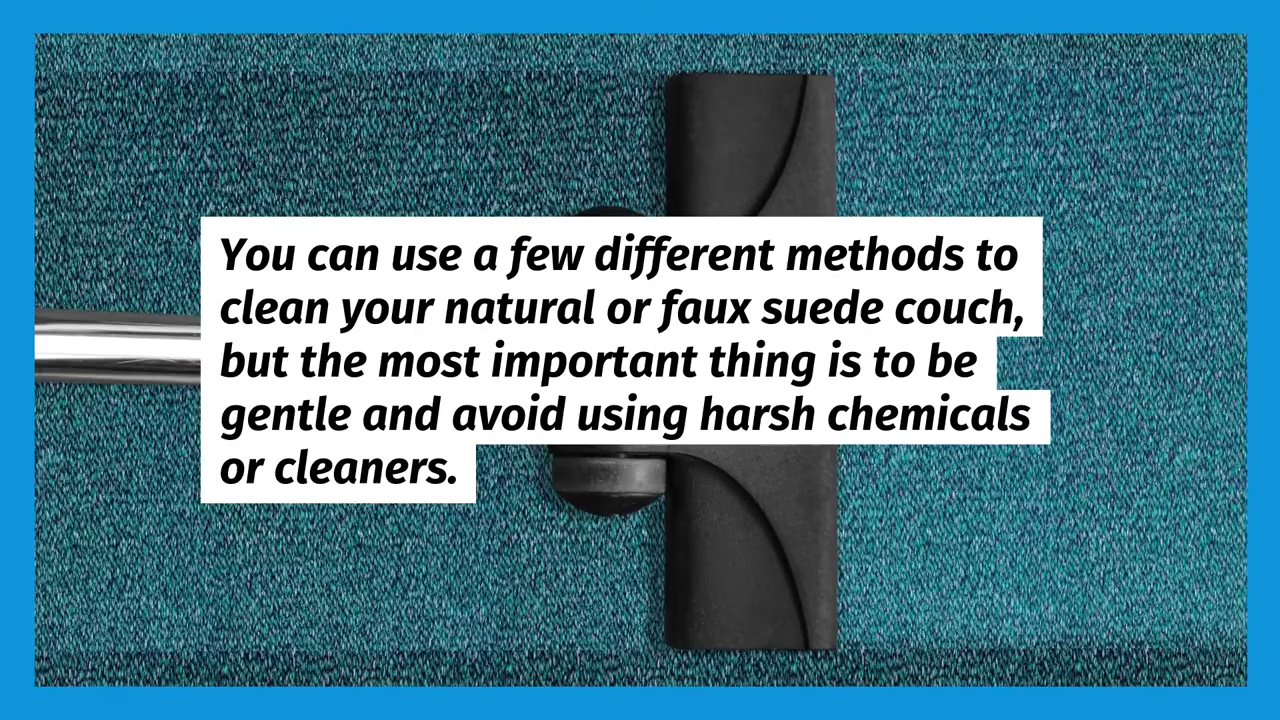 You can use a few different methods to
clean your natural or faux suede couch,
but the most important thing is to be
gentle and avoid using harsh chemicals
or cleaners.